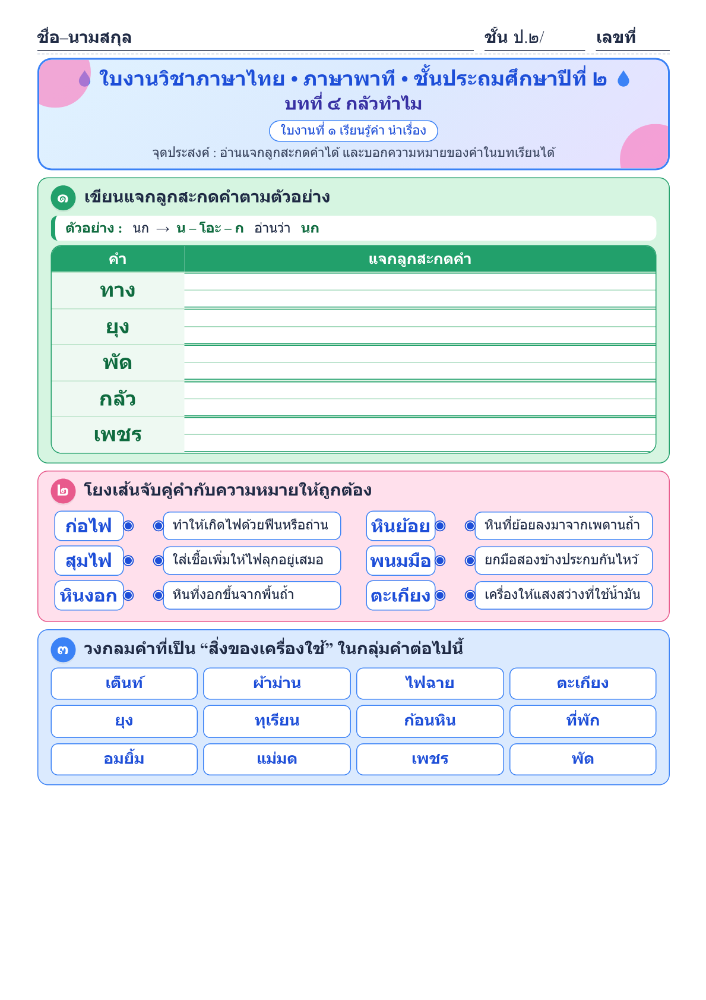 ชื่อ–นามสกุล ชั้น ป.๒/ เลขที่
ใบงานวิชาภาษาไทย • ภาษาพาที • ชั้นประถมศึกษาปีที่ ๒
บทที่ ๔ กลัวทำไม
ใบงานที่ ๑ เรียนรู้คำ นำเรื่อง
จุดประสงค์ : อ่านแจกลูกสะกดคำได้ และบอกความหมายของคำในบทเรียนได้
๑ เขียนแจกลูกสะกดคำตามตัวอย่าง
ตัวอย่าง : นก → น – โอะ – ก อ่านว่า นก
คำ แจกลูกสะกดคำ
ทาง
ยุง
พัด
กลัว
เพชร
๒ โยงเส้นจับคู่คำกับความหมายให้ถูกต้อง
ก่อไฟ ทำให้เกิดไฟด้วยฟืนหรือถ่าน หินย้อย หินที่ย้อยลงมาจากเพดานถ้ำ
สุมไฟ ใส่เชื้อเพิ่มให้ไฟลุกอยู่เสมอ พนมมือ ยกมือสองข้างประกบกันไหว้
หินงอก หินที่งอกขึ้นจากพื้นถ้ำ ตะเกียง เครื่องให้แสงสว่างที่ใช้น้ำมัน
๓ วงกลมคำที่เป็น “สิ่งของเครื่องใช้” ในกลุ่มคำต่อไปนี้
เต็นท์ ผ้าม่าน ไฟฉาย ตะเกียง
ยุง ทุเรียน ก้อนหิน ที่พัก
อมยิ้ม แม่มด เพชร พัด